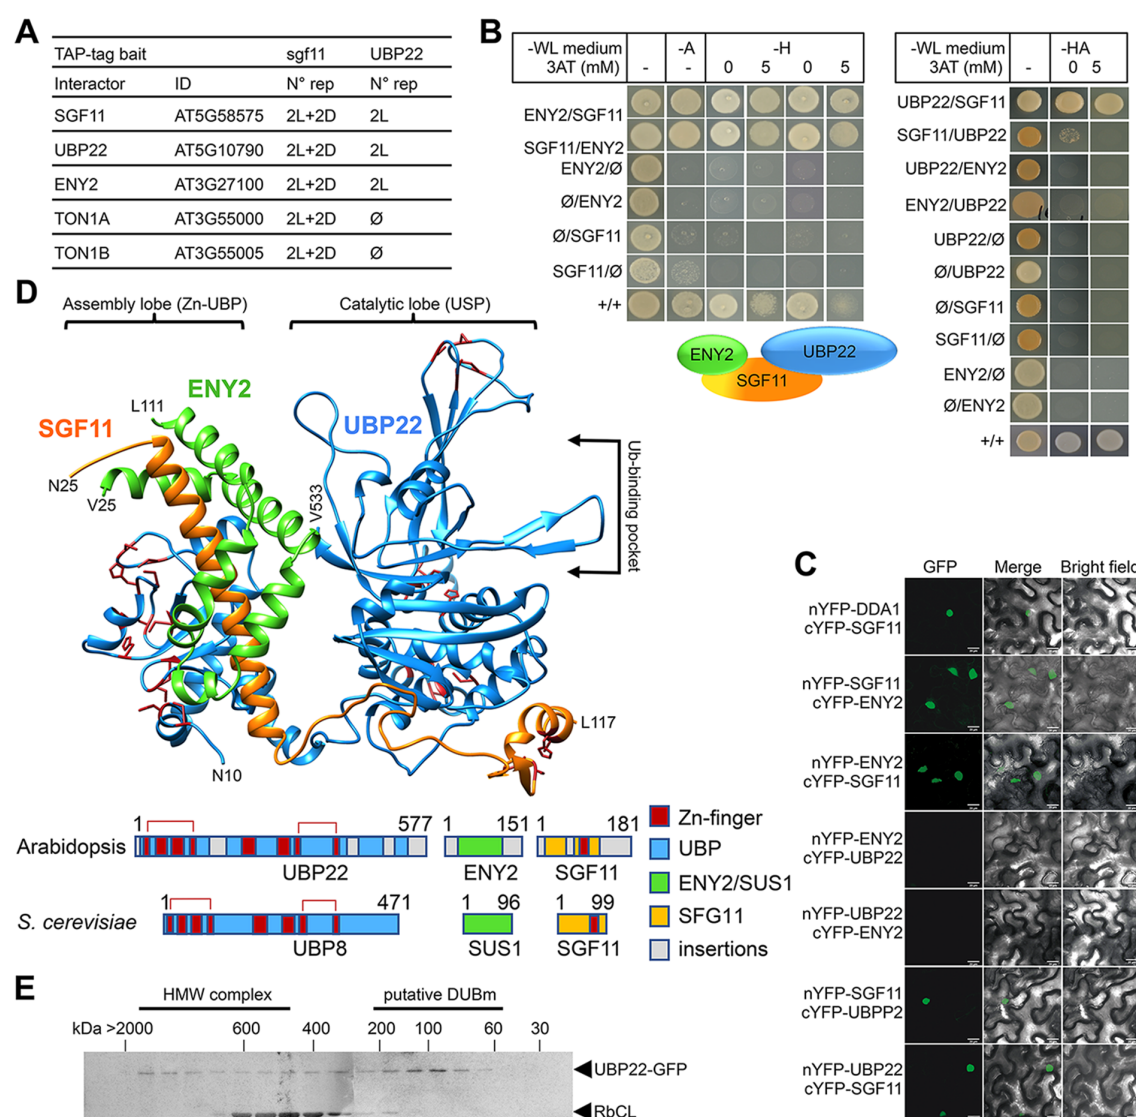 A
TAP-tag bait sgf11 UBP22
Interactor ID N° rep N° rep
SGF11 AT5G58575 2L+2D 2L
UBP22 AT5G10790 2L+2D 2L
ENY2 AT3G27100 2L+2D 2L
TON1A AT3G55000 2L+2D Ø
TON1B AT3G55005 2L+2D Ø
B
-WL medium -A -H
3AT (mM) - - 0 5 0 5
ENY2/SGF11
SGF11/ENY2
ENY2/Ø
Ø/ENY2
Ø/SGF11
SGF11/Ø
+/+
ENY2
UBP22
SGF11
-WL medium -HA
3AT (mM) - 0 5
UBP22/SGF11
SGF11/UBP22
UBP22/ENY2
ENY2/UBP22
UBP22/Ø
Ø/UBP22
Ø/SGF11
SGF11/Ø
ENY2/Ø
Ø/ENY2
+/+
D
Assembly lobe (Zn-UBP) Catalytic lobe (USP)
ENY2
L111
SGF11
UBP22
N25
V25
V533
Ub-binding pocket
L117
N10
1 577 1 151 1 181
Arabidopsis
UBP22 ENY2 SGF11
1 471 1 96 1 99
S. cerevisiae
UBP8 SUS1 SGF11
Zn-finger
UBP
ENY2/SUS1
SFG11
insertions
C
GFP Merge Bright field
nYFP-DDA1
cYFP-SGF11
nYFP-SGF11
cYFP-ENY2
nYFP-ENY2
cYFP-SGF11
nYFP-ENY2
cYFP-UBP22
nYFP-UBP22
cYFP-ENY2
nYFP-SGF11
cYFP-UBPP2
nYFP-UBP22
cYFP-SGF11
E
HMW complex putative DUBm
kDa >2000 600 400 200 100 60 30
UBP22-GFP
RbCL